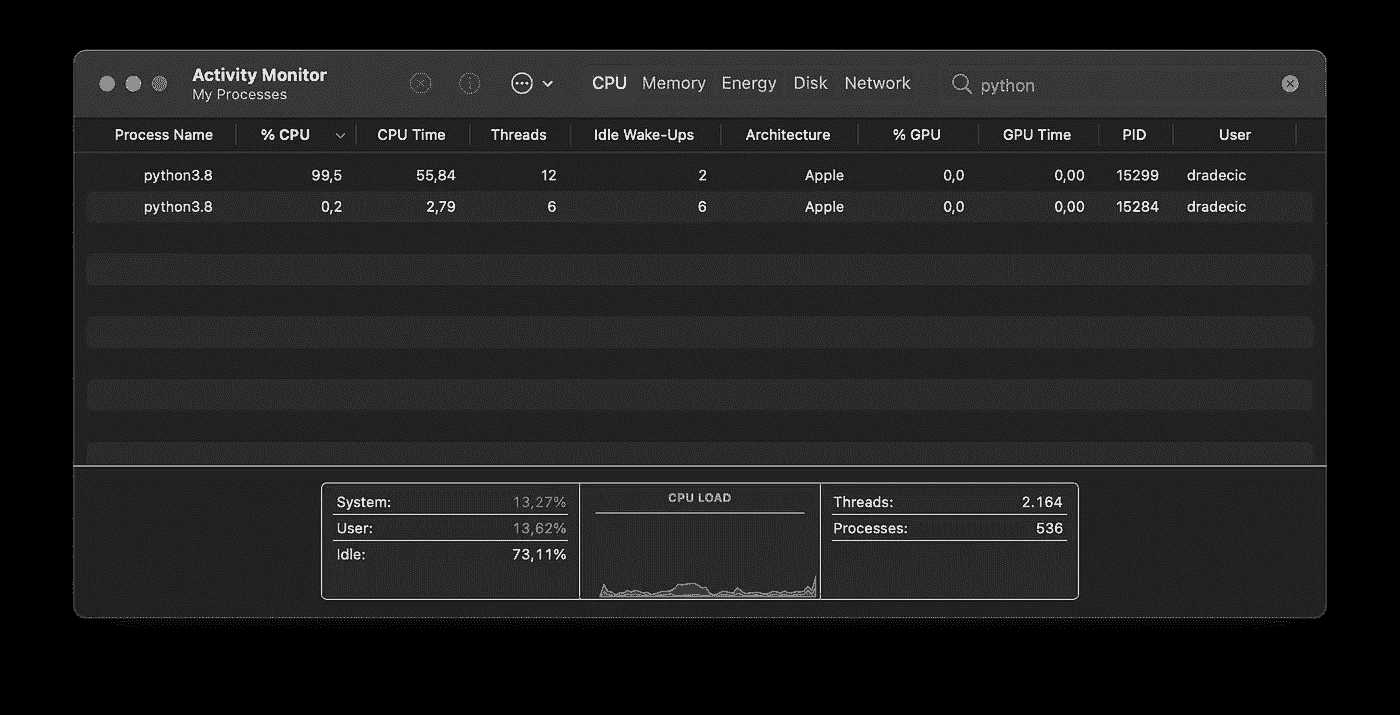 Activity Monitor
My Processes
CPU Memory Energy Disk Network
python
Process Name % CPU CPU Time Threads Idle Wake-Ups Architecture % GPU GPU Time PID User
python3.8 99,5 55,84 12 2 Apple 0,0 0,00 15299 dradecic
python3.8 0,2 2,79 6 6 Apple 0,0 0,00 15284 dradecic
System: 13,27%
User: 13,62%
Idle: 73,11%
CPU LOAD
Threads: 2.164
Processes: 536